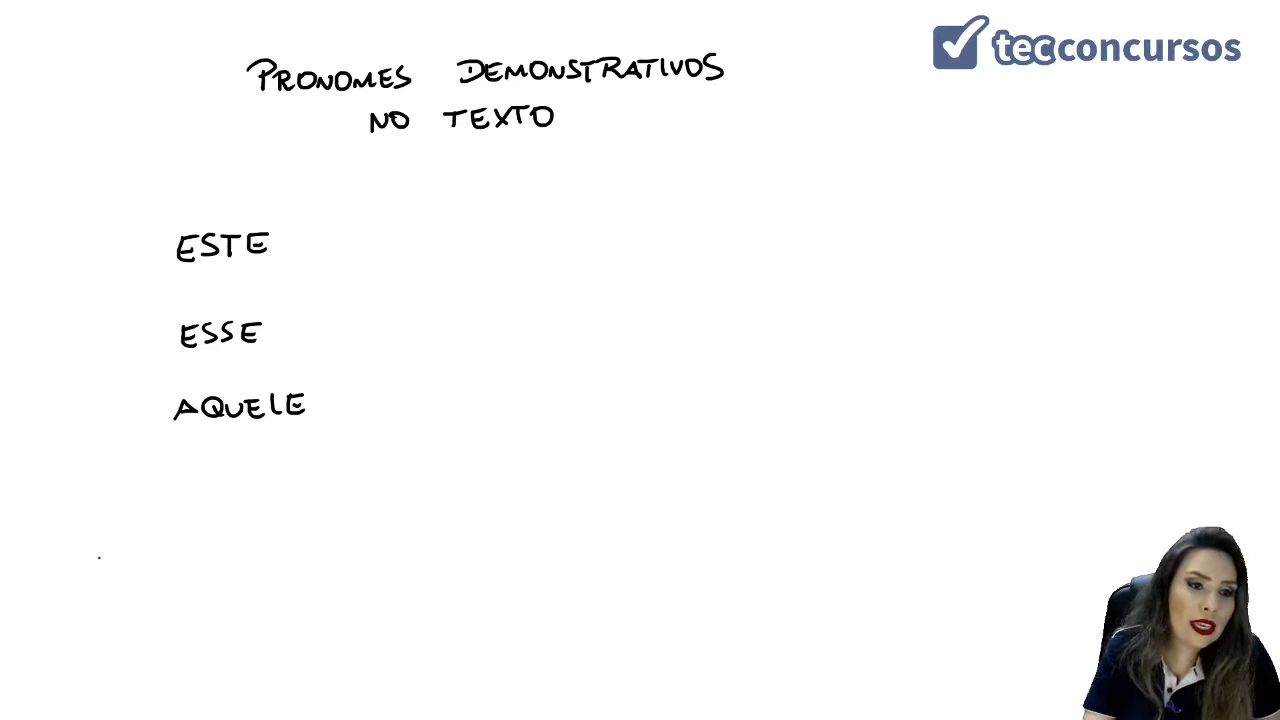 tecconcursos
PRONOMES DEMONSTRATIVOS
NO TEXTO
ESTE
ESSE
AQUELE